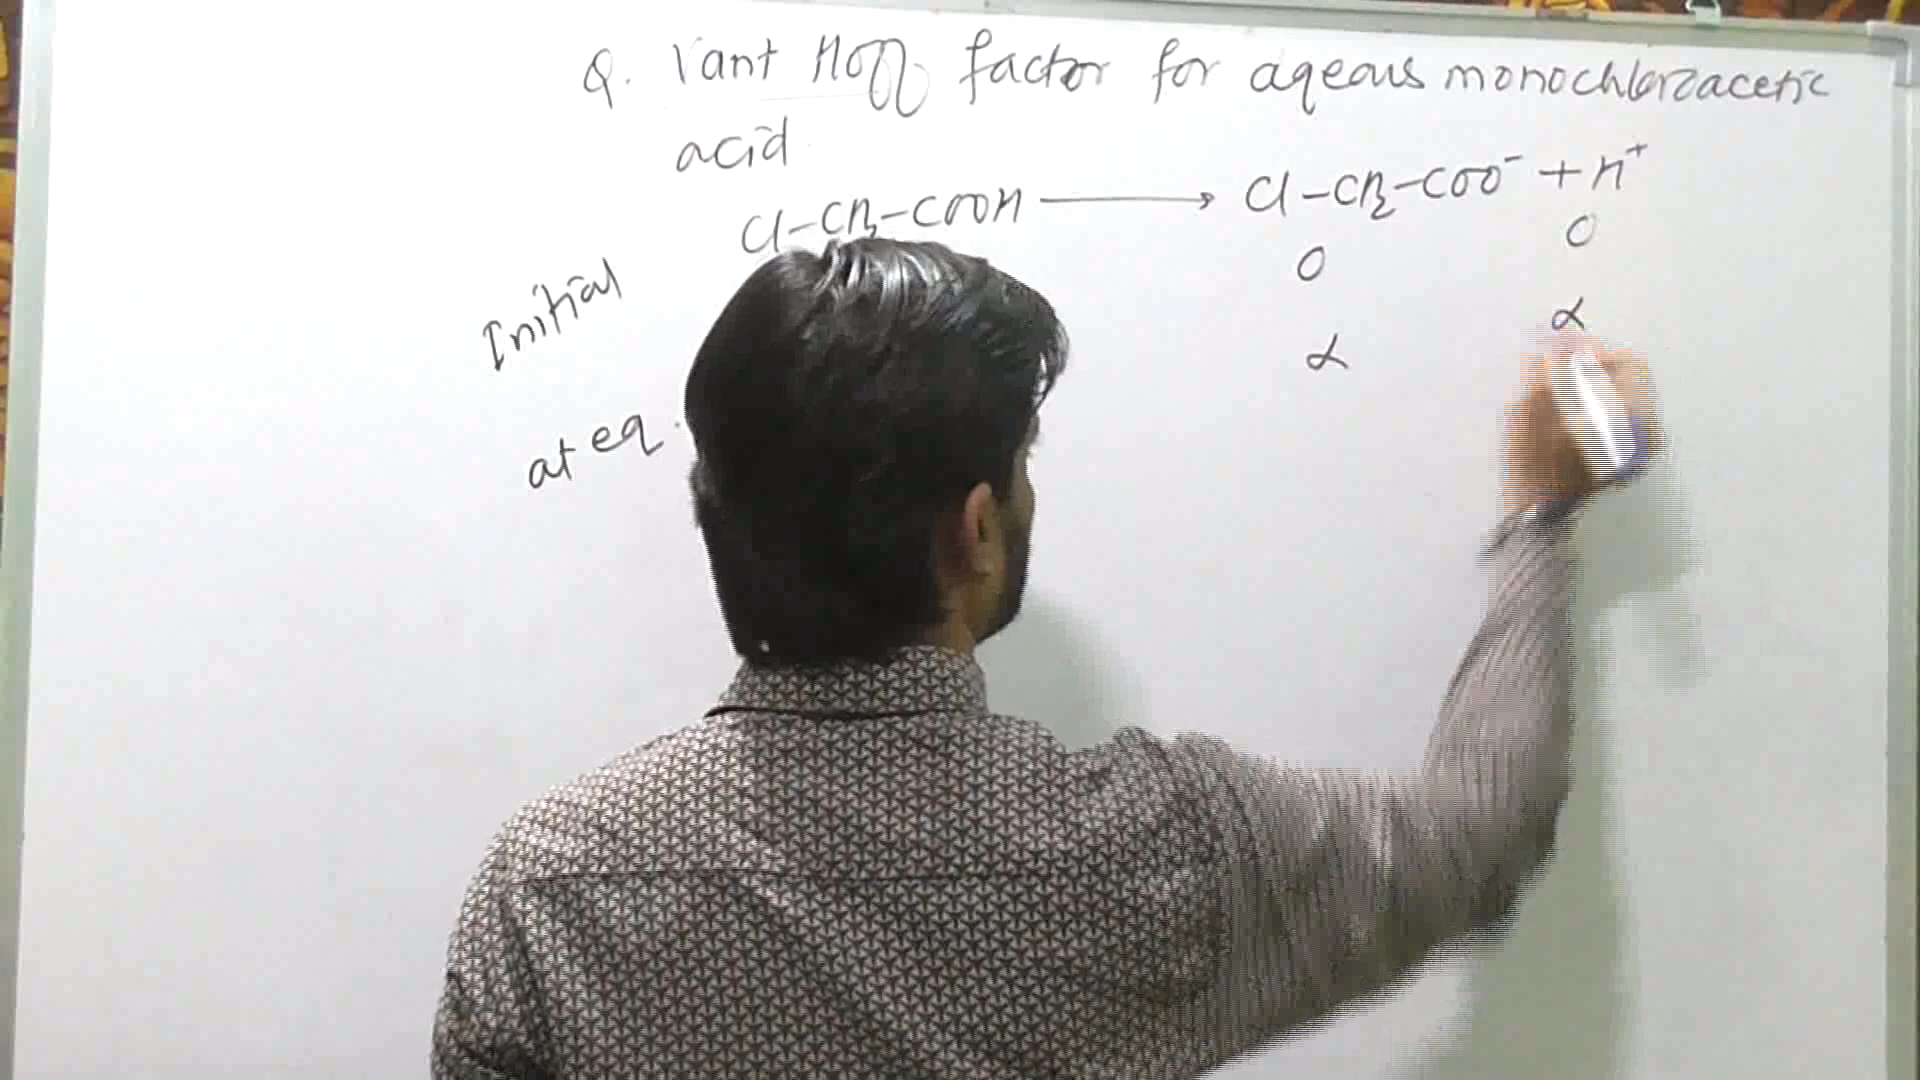 Q. Vant Hoff factor for aqeous monochloroacetic
acid
Cl-CH2-COOH → Cl-CH2-COO⁻ + H⁺
Initial 0 0
at eq. α α